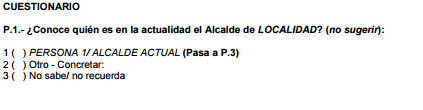 CUESTIONARIO
P.1.- ¿Conoce quién es en la actualidad el Alcalde de LOCALIDAD? (no sugerir):
1 ( ) PERSONA 1/ ALCALDE ACTUAL (Pasa a P.3)
2 ( ) Otro - Concretar:
3 ( ) No sabe/ no recuerda